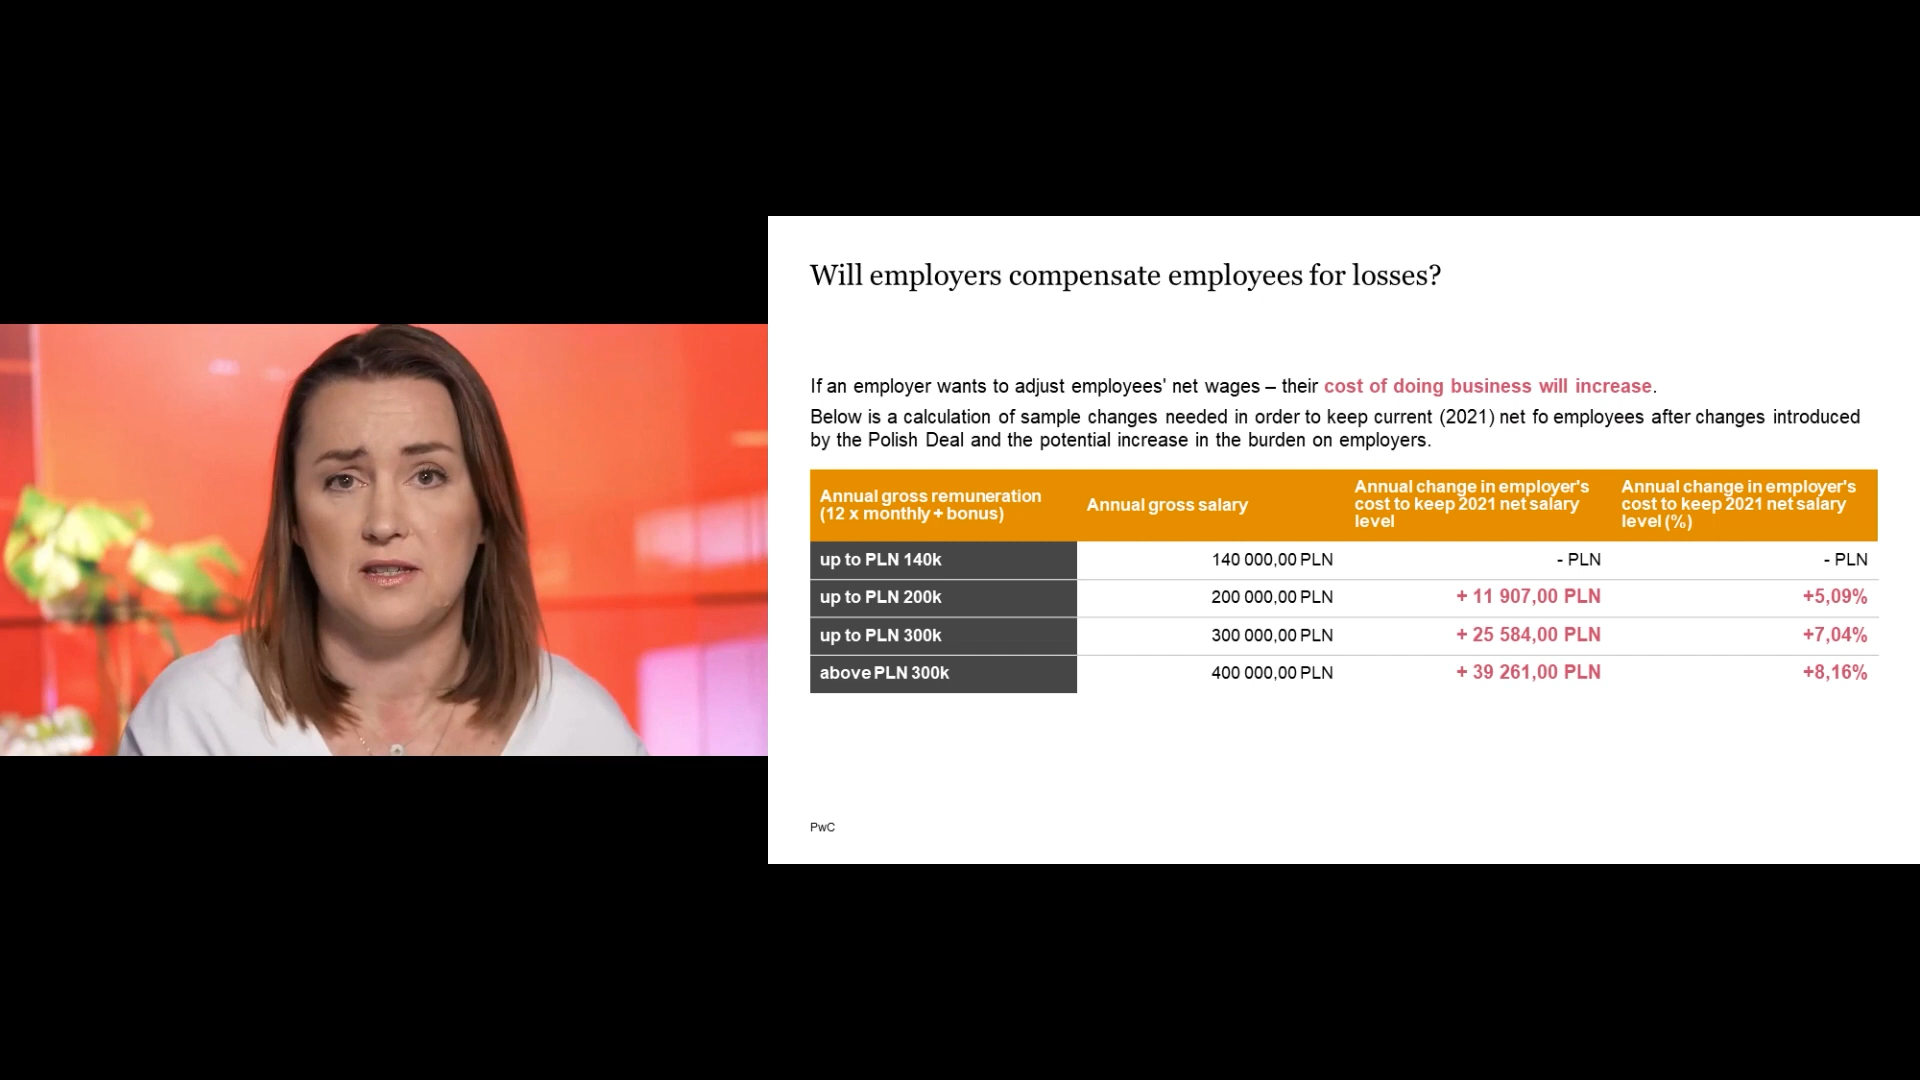 Will employers compensate employees for losses?
If an employer wants to adjust employees' net wages – their cost of doing business will increase.
Below is a calculation of sample changes needed in order to keep current (2021) net fo employees after changes introduced
by the Polish Deal and the potential increase in the burden on employers.
Annual gross remuneration
(12 x monthly + bonus)
Annual gross salary
Annual change in employer's
cost to keep 2021 net salary
level
Annual change in employer's
cost to keep 2021 net salary
level (%)
up to PLN 140k 140 000,00 PLN - PLN - PLN
up to PLN 200k 200 000,00 PLN + 11 907,00 PLN +5,09%
up to PLN 300k 300 000,00 PLN + 25 584,00 PLN +7,04%
above PLN 300k 400 000,00 PLN + 39 261,00 PLN +8,16%
PwC